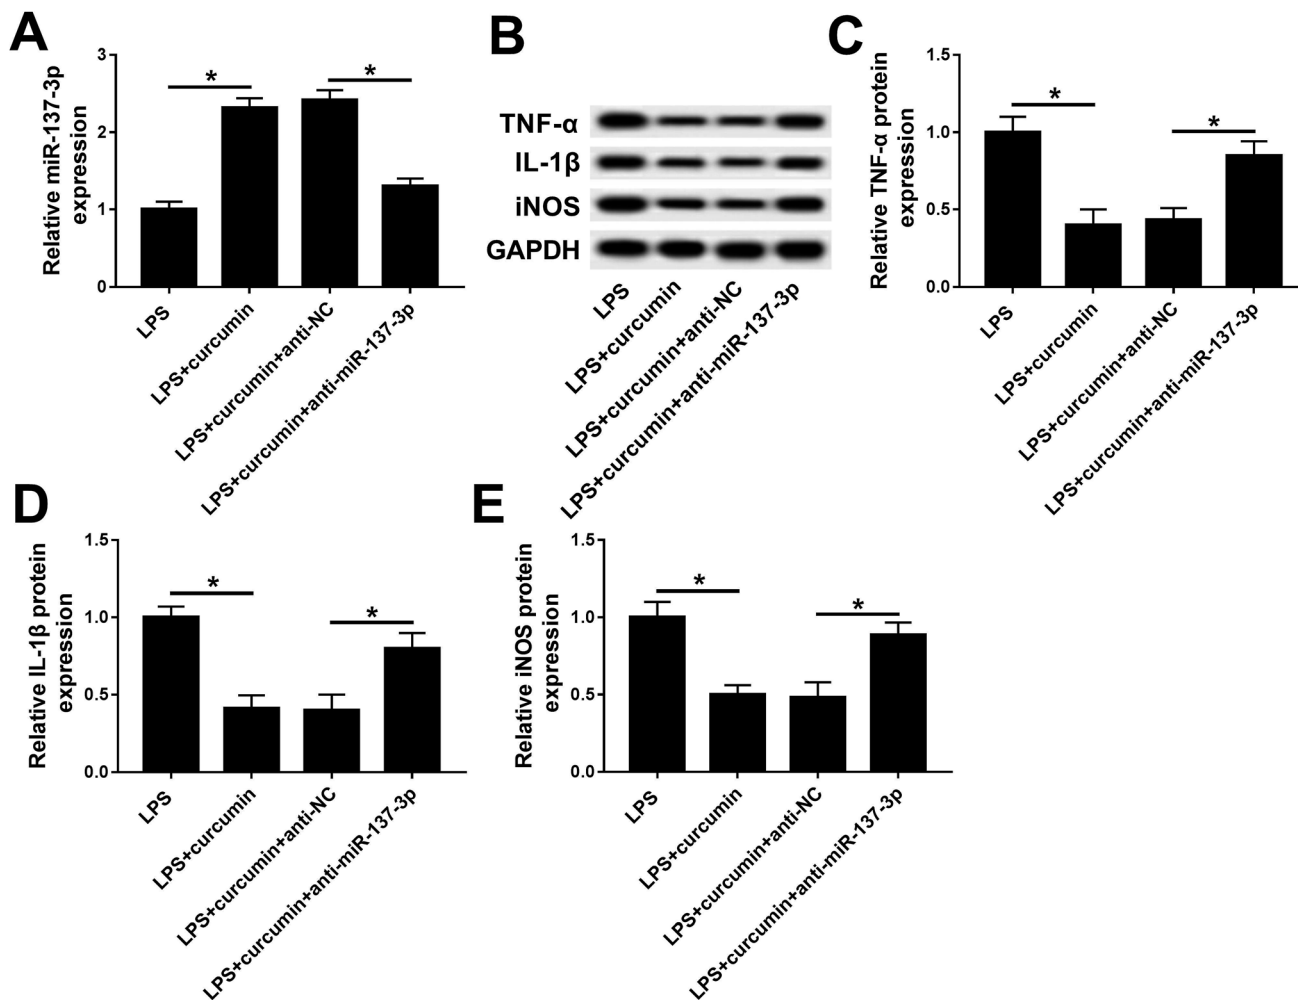 A
Relative miR-137-3p
expression
3
2
1
0
*
*
LPS
LPS+curcumin
LPS+curcumin+anti-NC
LPS+curcumin+anti-miR-137-3p
B
TNF-α
IL-1β
iNOS
GAPDH
LPS
LPS+curcumin
LPS+curcumin+anti-NC
LPS+curcumin+anti-miR-137-3p
C
Relative TNF-α protein
expression
1.5
1.0
0.5
0.0
*
*
LPS
LPS+curcumin
LPS+curcumin+anti-NC
LPS+curcumin+anti-miR-137-3p
D
Relative IL-1β protein
expression
1.5
1.0
0.5
0.0
*
*
LPS
LPS+curcumin
LPS+curcumin+anti-NC
LPS+curcumin+anti-miR-137-3p
E
Relative iNOS protein
expression
1.5
1.0
0.5
0.0
*
*
LPS
LPS+curcumin
LPS+curcumin+anti-NC
LPS+curcumin+anti-miR-137-3p